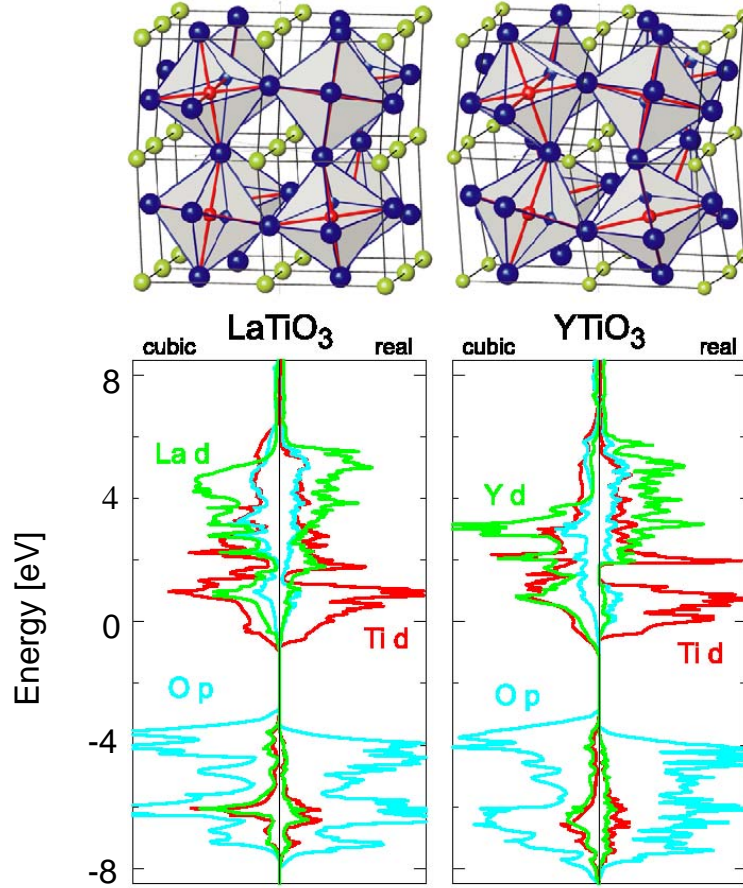 LaTiO₃ YTiO₃
cubic real cubic real
8
La d
4
Y d
0
Ti d Ti d
O p O p
-4
-8
Energy [eV]